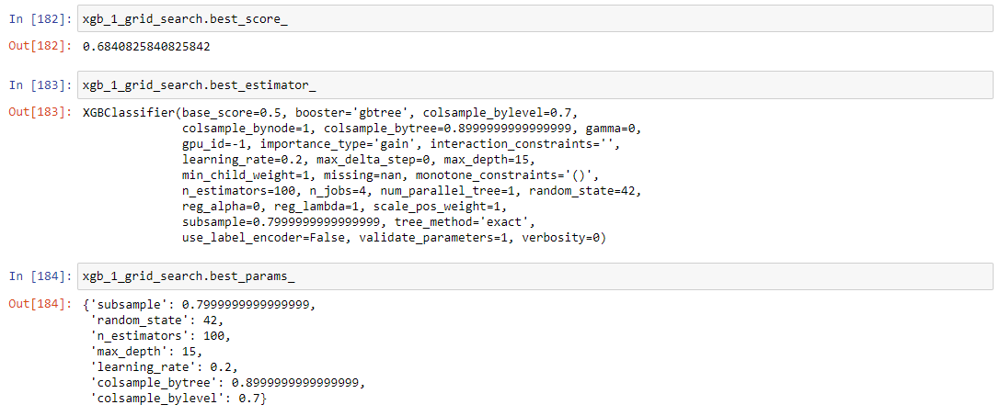 In [182]: xgb_1_grid_search.best_score_
Out[182]: 0.6840825840825842
In [183]: xgb_1_grid_search.best_estimator_
Out[183]: XGBClassifier(base_score=0.5, booster='gbtree', colsample_bylevel=0.7,
colsample_bynode=1, colsample_bytree=0.8999999999999999, gamma=0,
gpu_id=-1, importance_type='gain', interaction_constraints='',
learning_rate=0.2, max_delta_step=0, max_depth=15,
min_child_weight=1, missing=nan, monotone_constraints='()',
n_estimators=100, n_jobs=4, num_parallel_tree=1, random_state=42,
reg_alpha=0, reg_lambda=1, scale_pos_weight=1,
subsample=0.7999999999999999, tree_method='exact',
use_label_encoder=False, validate_parameters=1, verbosity=0)
In [184]: xgb_1_grid_search.best_params_
Out[184]: {'subsample': 0.7999999999999999,
'random_state': 42,
'n_estimators': 100,
'max_depth': 15,
'learning_rate': 0.2,
'colsample_bytree': 0.8999999999999999,
'colsample_bylevel': 0.7}